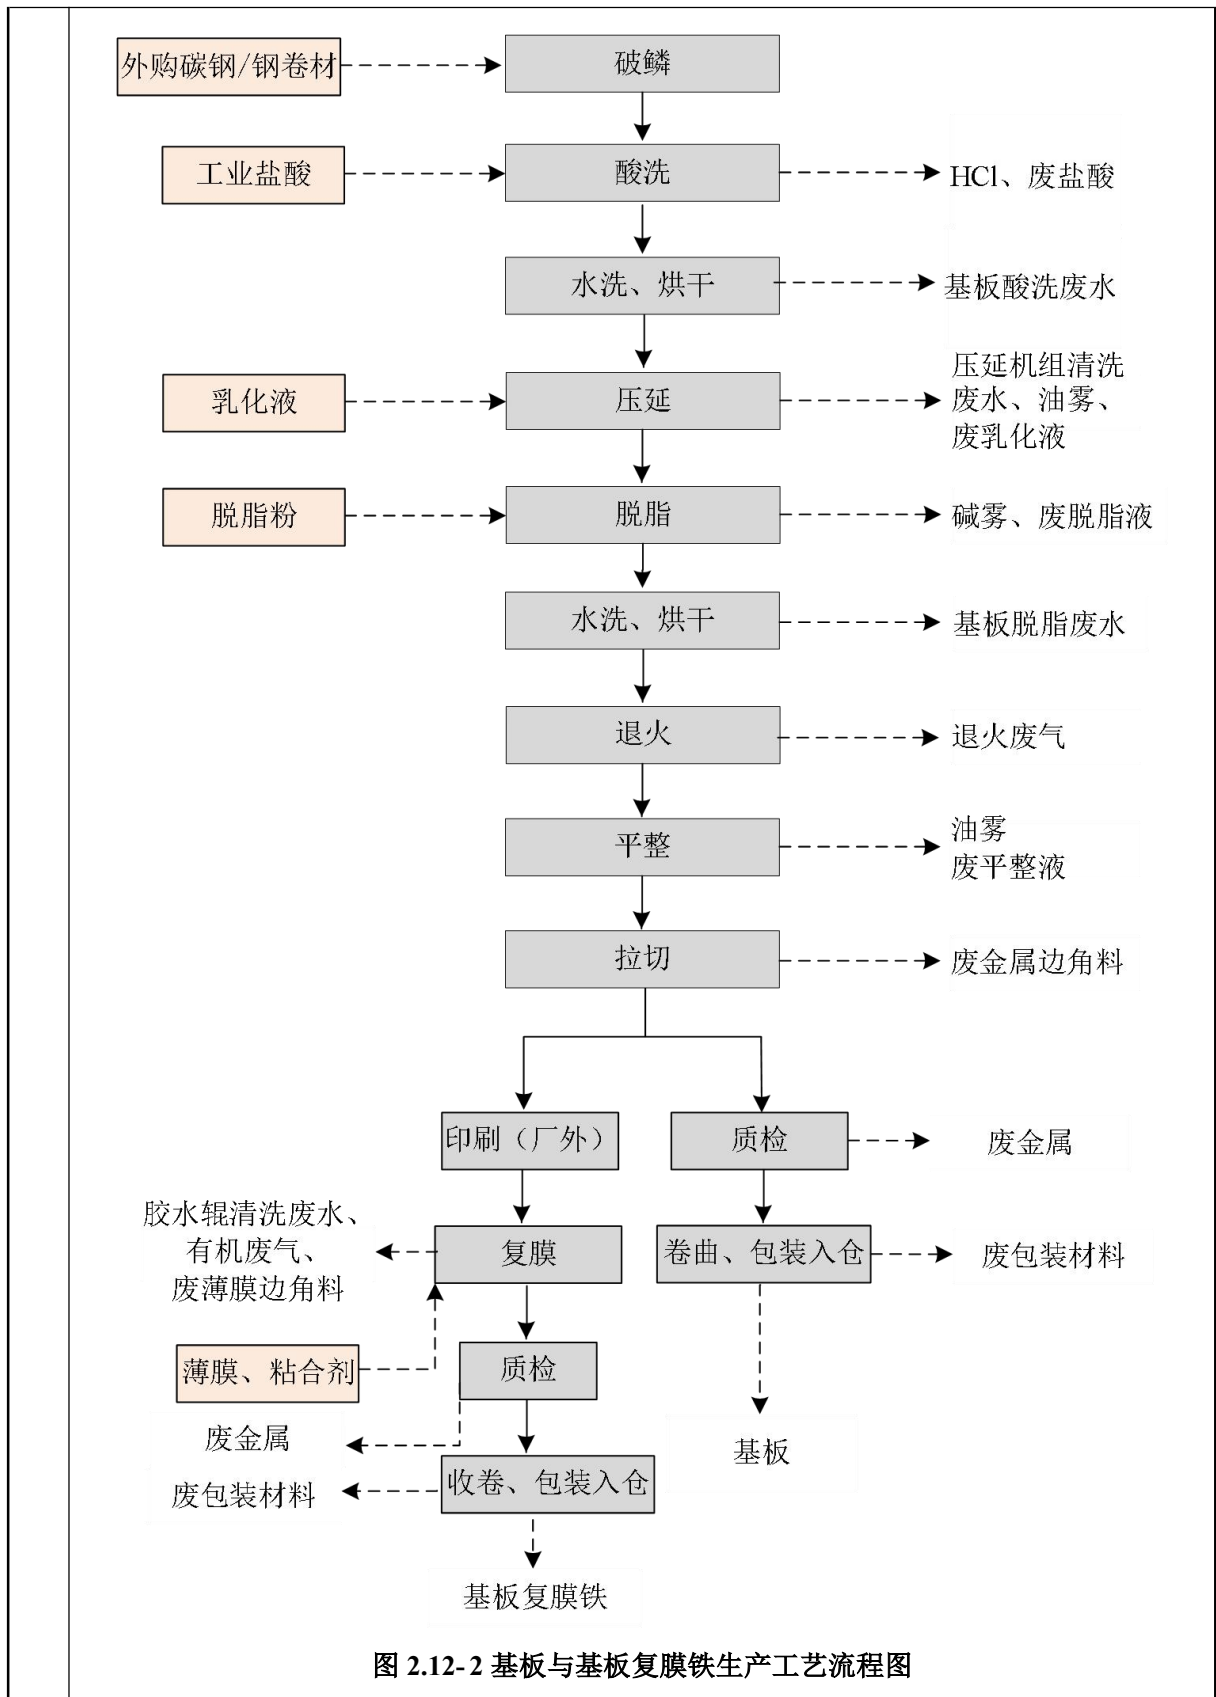 外购碳钢/钢卷材
破鳞
工业盐酸
酸洗
HCl、废盐酸
水洗、烘干
基板酸洗废水
乳化液
压延
压延机组清洗
废水、油雾、
废乳化液
脱脂粉
脱脂
碱雾、废脱脂液
水洗、烘干
基板脱脂废水
退火
退火废气
平整
油雾
废平整液
拉切
废金属边角料
印刷（厂外）
质检
废金属
胶水辊清洗废水、
有机废气、
废薄膜边角料
复膜
卷曲、包装入仓
废包装材料
薄膜、粘合剂
质检
废金属
基板
收卷、包装入仓
废包装材料
基板复膜铁
图 2.12-2 基板与基板复膜铁生产工艺流程图